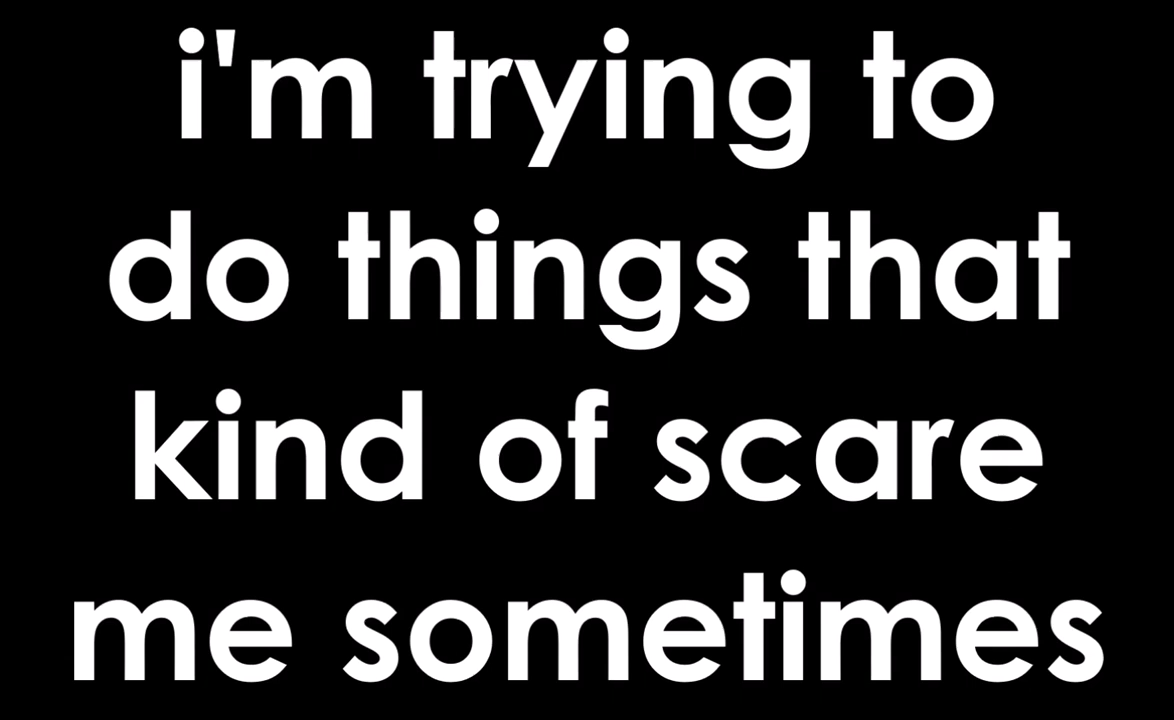 i'm trying to
do things that
kind of scare
me sometimes